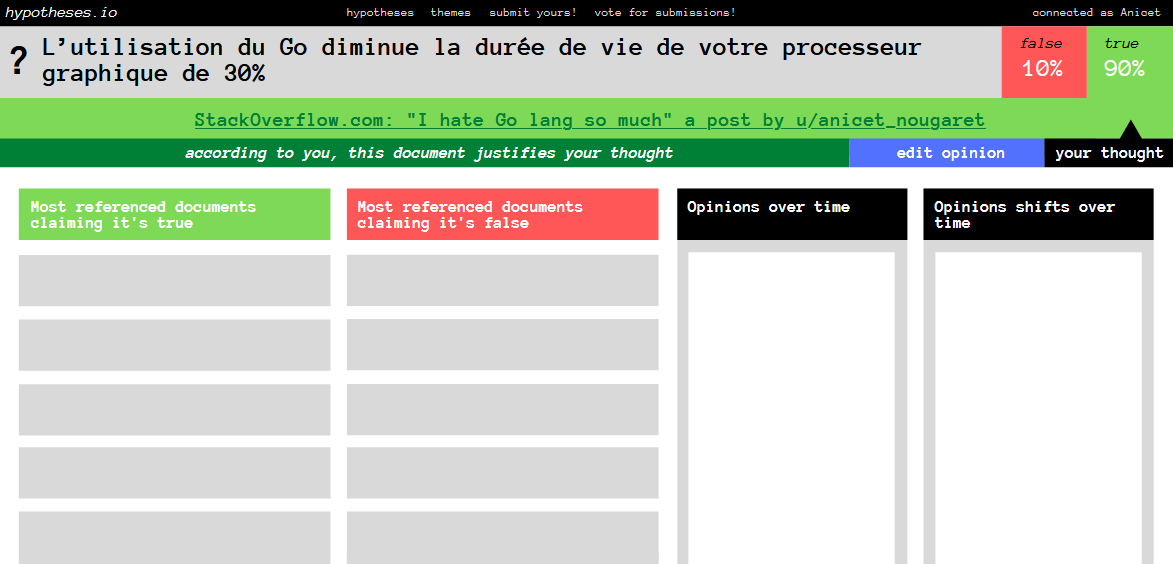 hypotheses.io hypotheses themes submit yours! vote for submissions! connected as Anicet
? L'utilisation du Go diminue la durée de vie de votre processeur
graphique de 30%
false true
10% 90%
StackOverflow.com: "I hate Go lang so much" a post by u/anicet_nougaret
according to you, this document justifies your thought edit opinion your thought
Most referenced documents
claiming it's true
Most referenced documents
claiming it's false
Opinions over time
Opinions shifts over
time